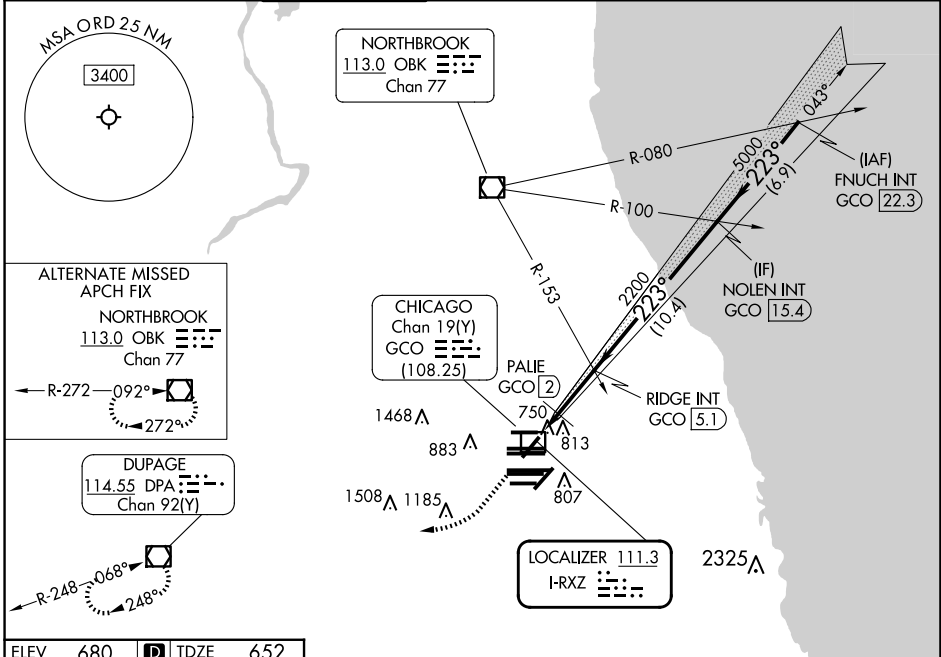 MSA ORD 25 NM
3400
NORTHBROOK
113.0 OBK
Chan 77
R-080
R-100
R-153
043°
5000
223°
(6.9)
(IAF)
FNUCH INT
GCO 22.3
(IF)
NOLEN INT
GCO 15.4
2200
223°
(10.4)
RIDGE INT
GCO 5.1
ALTERNATE MISSED
APCH FIX
NORTHBROOK
113.0 OBK
Chan 77
R-272
092°
272°
CHICAGO
Chan 19(Y)
GCO
(108.25)
PALIE
GCO 2
750
813
1468
883
807
1508
1185
DUPAGE
114.55 DPA
Chan 92(Y)
R-248
068°
248°
LOCALIZER 111.3
I-RXZ
2325
ELEV 680 D TDZE 652